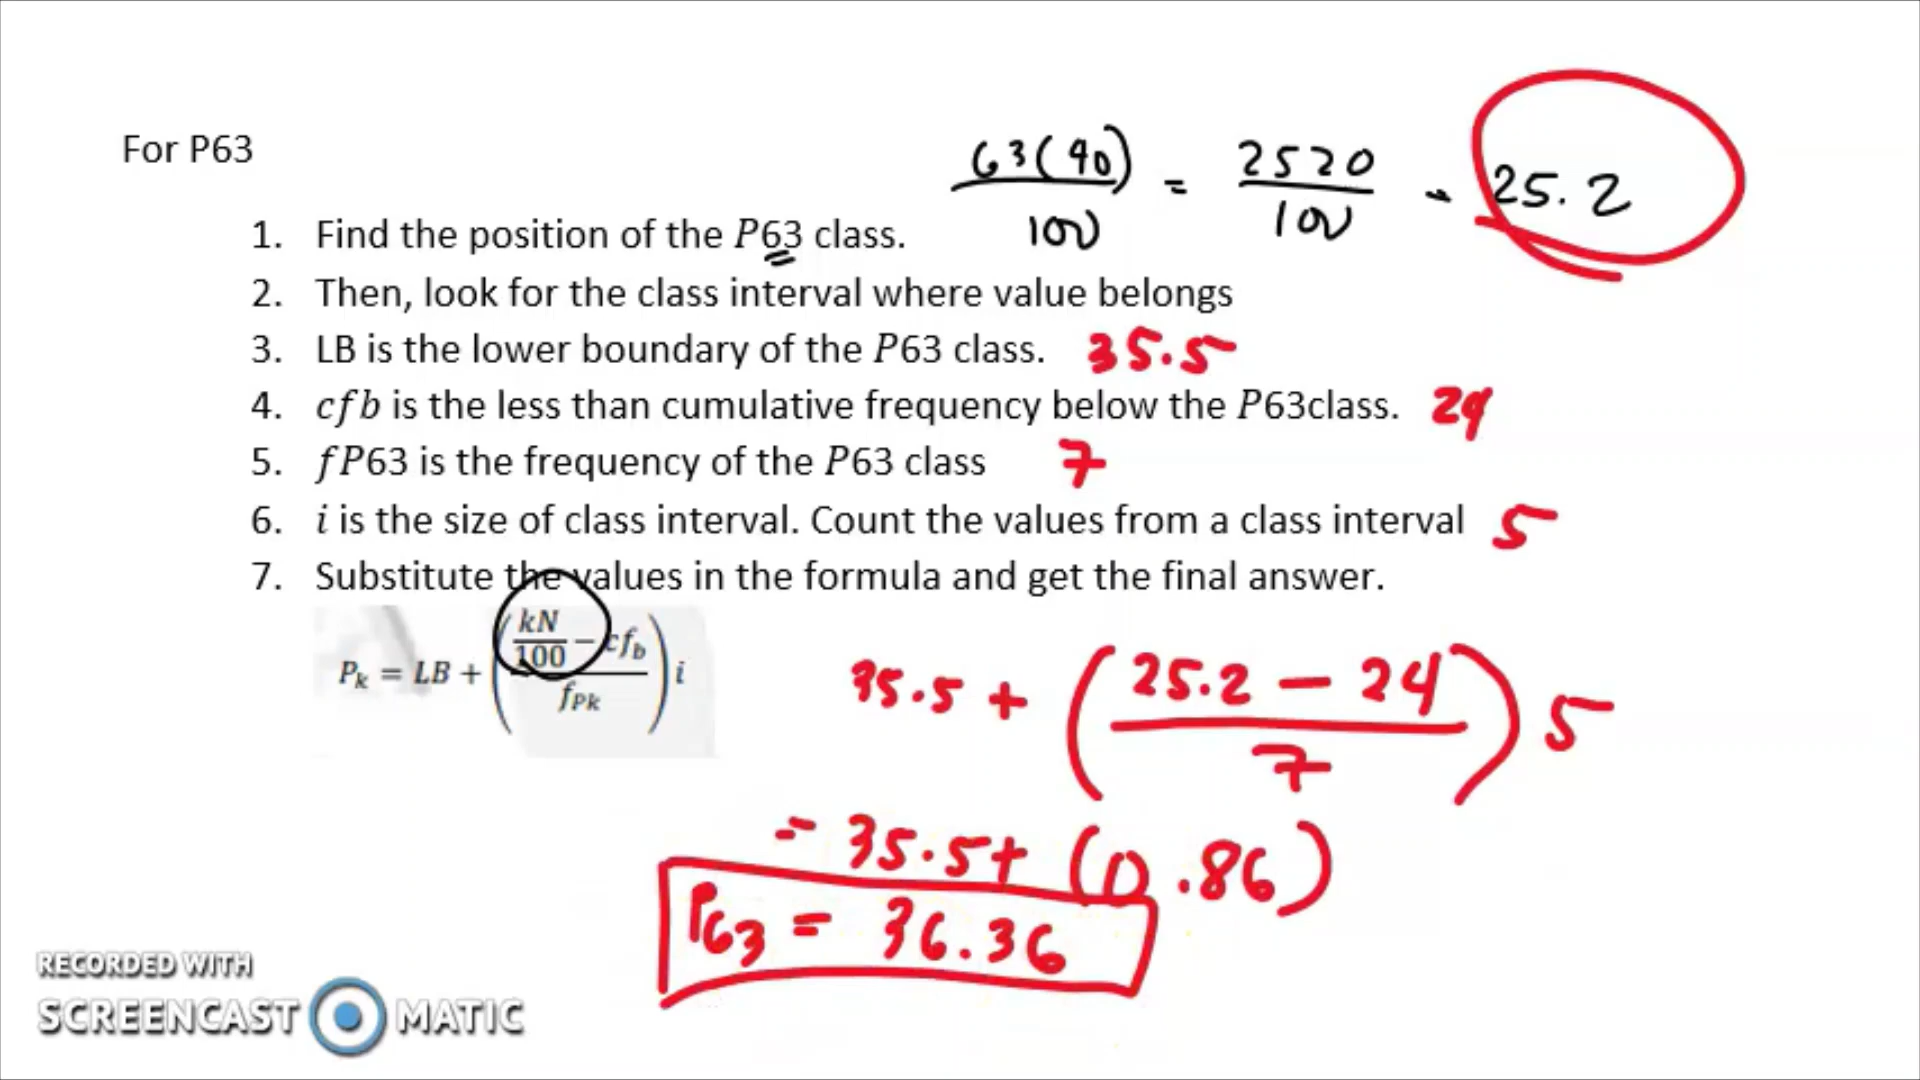 For P63
63(40) / 100 = 2520 / 100 - 25.2
1. Find the position of the P63 class.
2. Then, look for the class interval where value belongs
3. LB is the lower boundary of the P63 class. 35.5
4. cfb is the less than cumulative frequency below the P63class. 24
5. fP63 is the frequency of the P63 class 7
6. i is the size of class interval. Count the values from a class interval 5
7. Substitute the values in the formula and get the final answer.
Pk = LB + ( (kN/100 − cfb) / fPk ) i
35.5 + ( (25.2 − 24) / 7 ) 5
= 35.5 + (0.86)
P63 = 36.36
RECORDED WITH
SCREENCAST MATIC